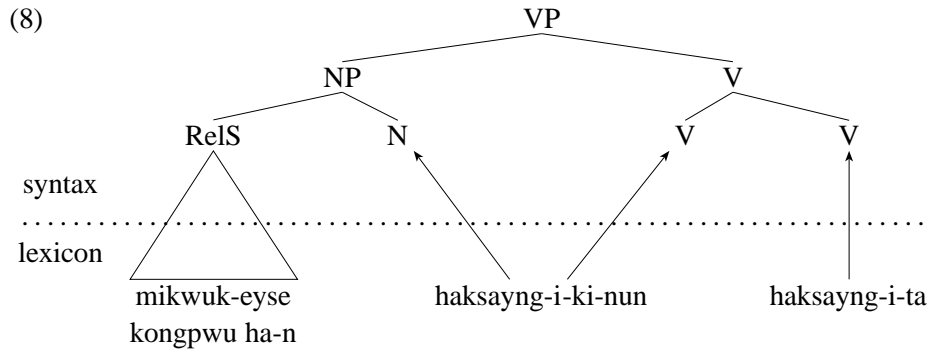 (8) VP
NP V
RelS N V V
syntax
lexicon
mikwuk-eyse haksayng-i-ki-nun haksayng-i-ta
kongpwu ha-n